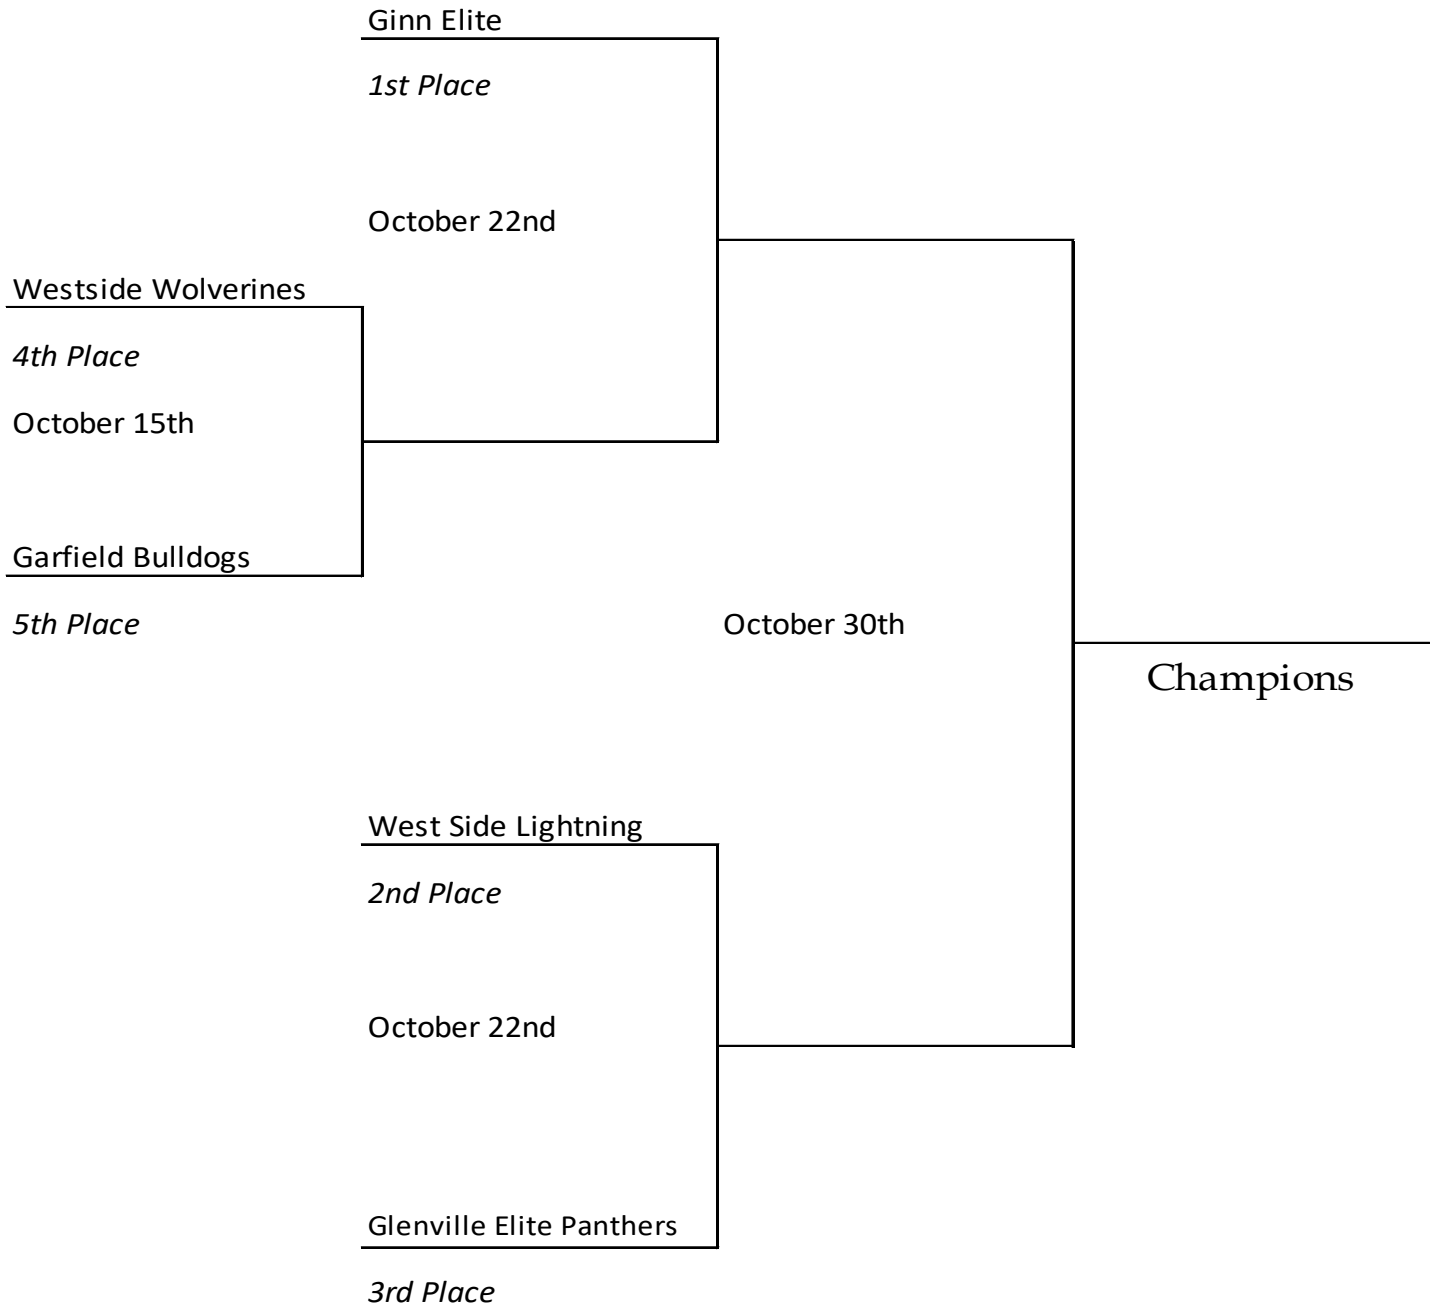 Ginn Elite
1st Place
October 22nd
Westside Wolverines
4th Place
October 15th
Garfield Bulldogs
5th Place
October 30th
Champions
West Side Lightning
2nd Place
October 22nd
Glenville Elite Panthers
3rd Place